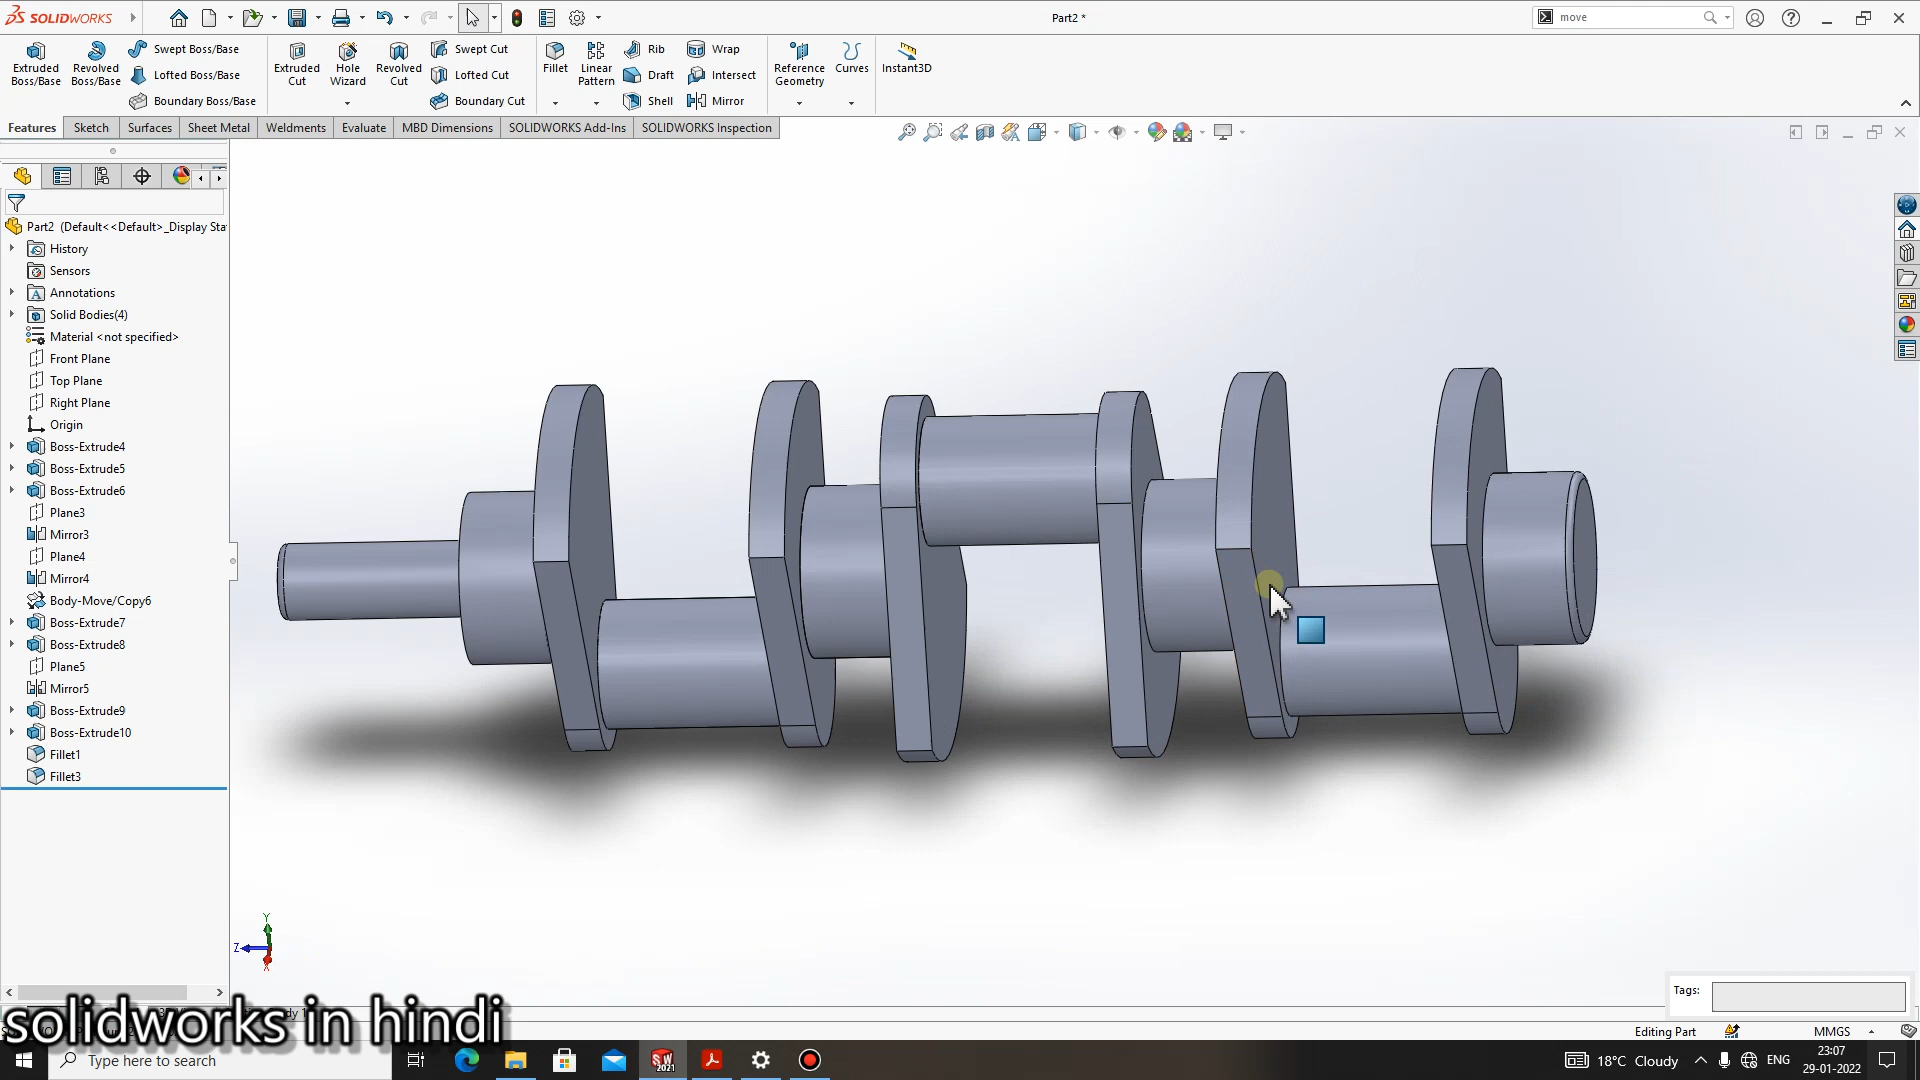 SOLIDWORKS
Part2 *
move
Extruded Boss/Base
Revolved Boss/Base
Swept Boss/Base
Lofted Boss/Base
Boundary Boss/Base
Extruded Cut
Hole Wizard
Revolved Cut
Swept Cut
Lofted Cut
Boundary Cut
Fillet
Linear Pattern
Rib
Draft
Shell
Wrap
Intersect
Mirror
Reference Geometry
Curves
Instant3D
Features Sketch Surfaces Sheet Metal Weldments Evaluate MBD Dimensions SOLIDWORKS Add-Ins SOLIDWORKS Inspection
Part2 (Default<<Default>_Display Sta
History
Sensors
Annotations
Solid Bodies(4)
Material <not specified>
Front Plane
Top Plane
Right Plane
Origin
Boss-Extrude4
Boss-Extrude5
Boss-Extrude6
Plane3
Mirror3
Plane4
Mirror4
Body-Move/Copy6
Boss-Extrude7
Boss-Extrude8
Plane5
Mirror5
Boss-Extrude9
Boss-Extrude10
Fillet1
Fillet3
Y
Z
X
Tags:
solidworks in hindi
Editing Part
MMGS
Type here to search
SW 2021
18°C Cloudy
ENG
23:07
29-01-2022